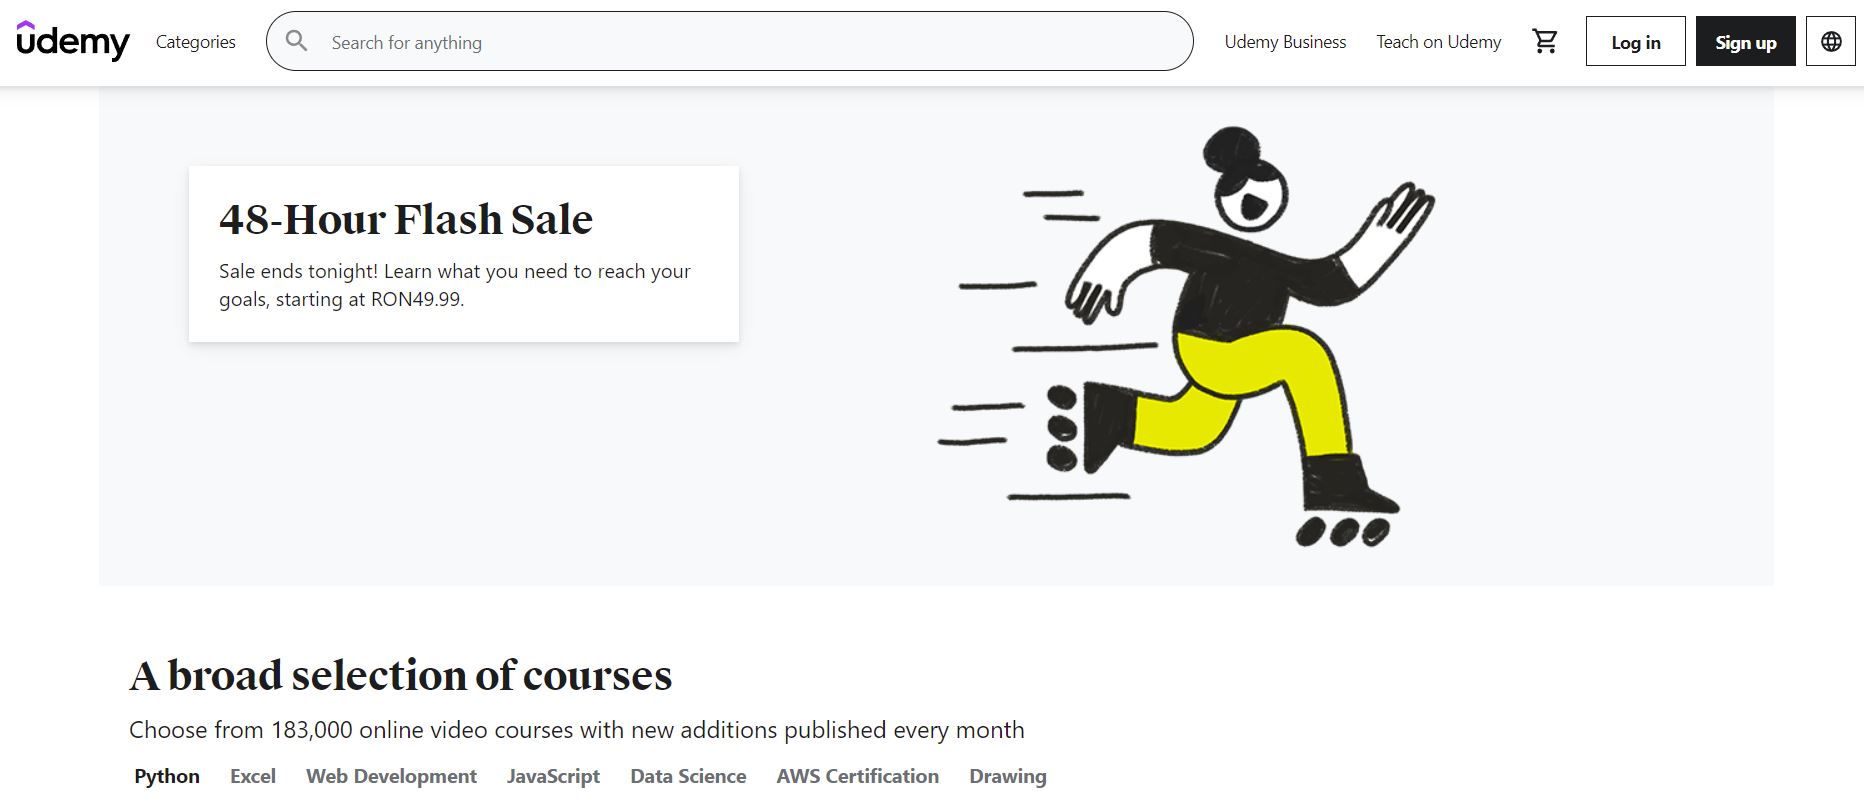 udemy
Categories
Search for anything
Udemy Business
Teach on Udemy
Log in
Sign up
48-Hour Flash Sale
Sale ends tonight! Learn what you need to reach your
goals, starting at RON49.99.
A broad selection of courses
Choose from 183,000 online video courses with new additions published every month
Python Excel Web Development JavaScript Data Science AWS Certification Drawing